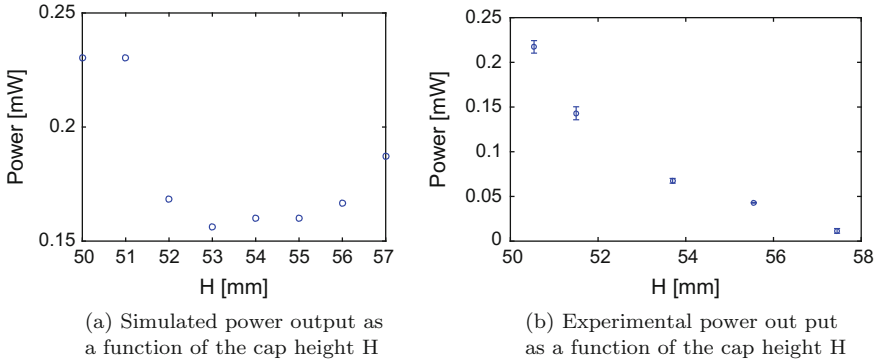 0.25
0.2
0.15
Power [mW]
50 51 52 53 54 55 56 57
H [mm]
(a) Simulated power output as
a function of the cap height H
0.25
0.2
0.15
0.1
0.05
0
Power [mW]
50 52 54 56 58
H [mm]
(b) Experimental power out put
as a function of the cap height H